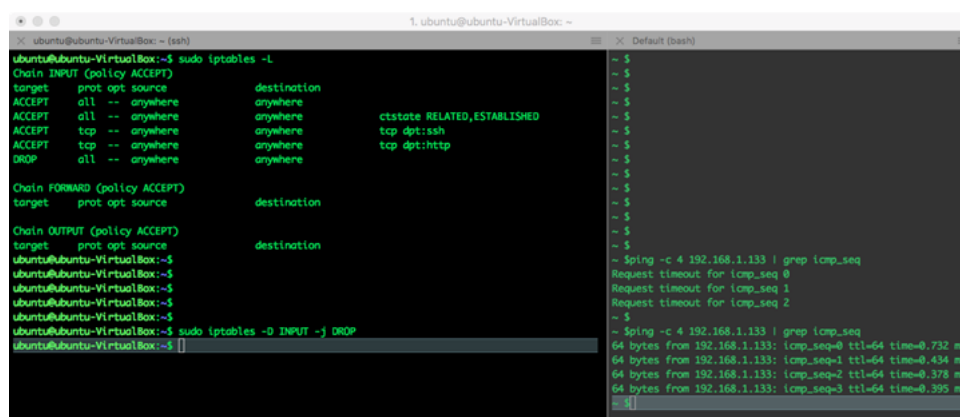 1. ubuntu@ubuntu-VirtualBox: ~
ubuntu@ubuntu-VirtualBox: ~ (ssh)
ubuntu@ubuntu-VirtualBox:~$ sudo iptables -L
Chain INPUT (policy ACCEPT)
target prot opt source destination
ACCEPT all -- anywhere anywhere
ACCEPT all -- anywhere anywhere ctstate RELATED,ESTABLISHED
ACCEPT tcp -- anywhere anywhere tcp dpt:ssh
ACCEPT tcp -- anywhere anywhere tcp dpt:http
DROP all -- anywhere anywhere
Chain FORWARD (policy ACCEPT)
target prot opt source destination
Chain OUTPUT (policy ACCEPT)
target prot opt source destination
ubuntu@ubuntu-VirtualBox:~$
ubuntu@ubuntu-VirtualBox:~$
ubuntu@ubuntu-VirtualBox:~$
ubuntu@ubuntu-VirtualBox:~$
ubuntu@ubuntu-VirtualBox:~$
ubuntu@ubuntu-VirtualBox:~$ sudo iptables -D INPUT -j DROP
ubuntu@ubuntu-VirtualBox:~$
Default (bash)
~ $
~ $
~ $
~ $
~ $
~ $
~ $
~ $
~ $
~ $
~ $
~ $
~ $
~ $
~ $ping -c 4 192.168.1.133 | grep icmp_seq
Request timeout for icmp_seq 0
Request timeout for icmp_seq 1
Request timeout for icmp_seq 2
~ $
~ $ping -c 4 192.168.1.133 | grep icmp_seq
64 bytes from 192.168.1.133: icmp_seq=0 ttl=64 time=0.732 m
64 bytes from 192.168.1.133: icmp_seq=1 ttl=64 time=0.434 m
64 bytes from 192.168.1.133: icmp_seq=2 ttl=64 time=0.378 m
64 bytes from 192.168.1.133: icmp_seq=3 ttl=64 time=0.395 m
~ $